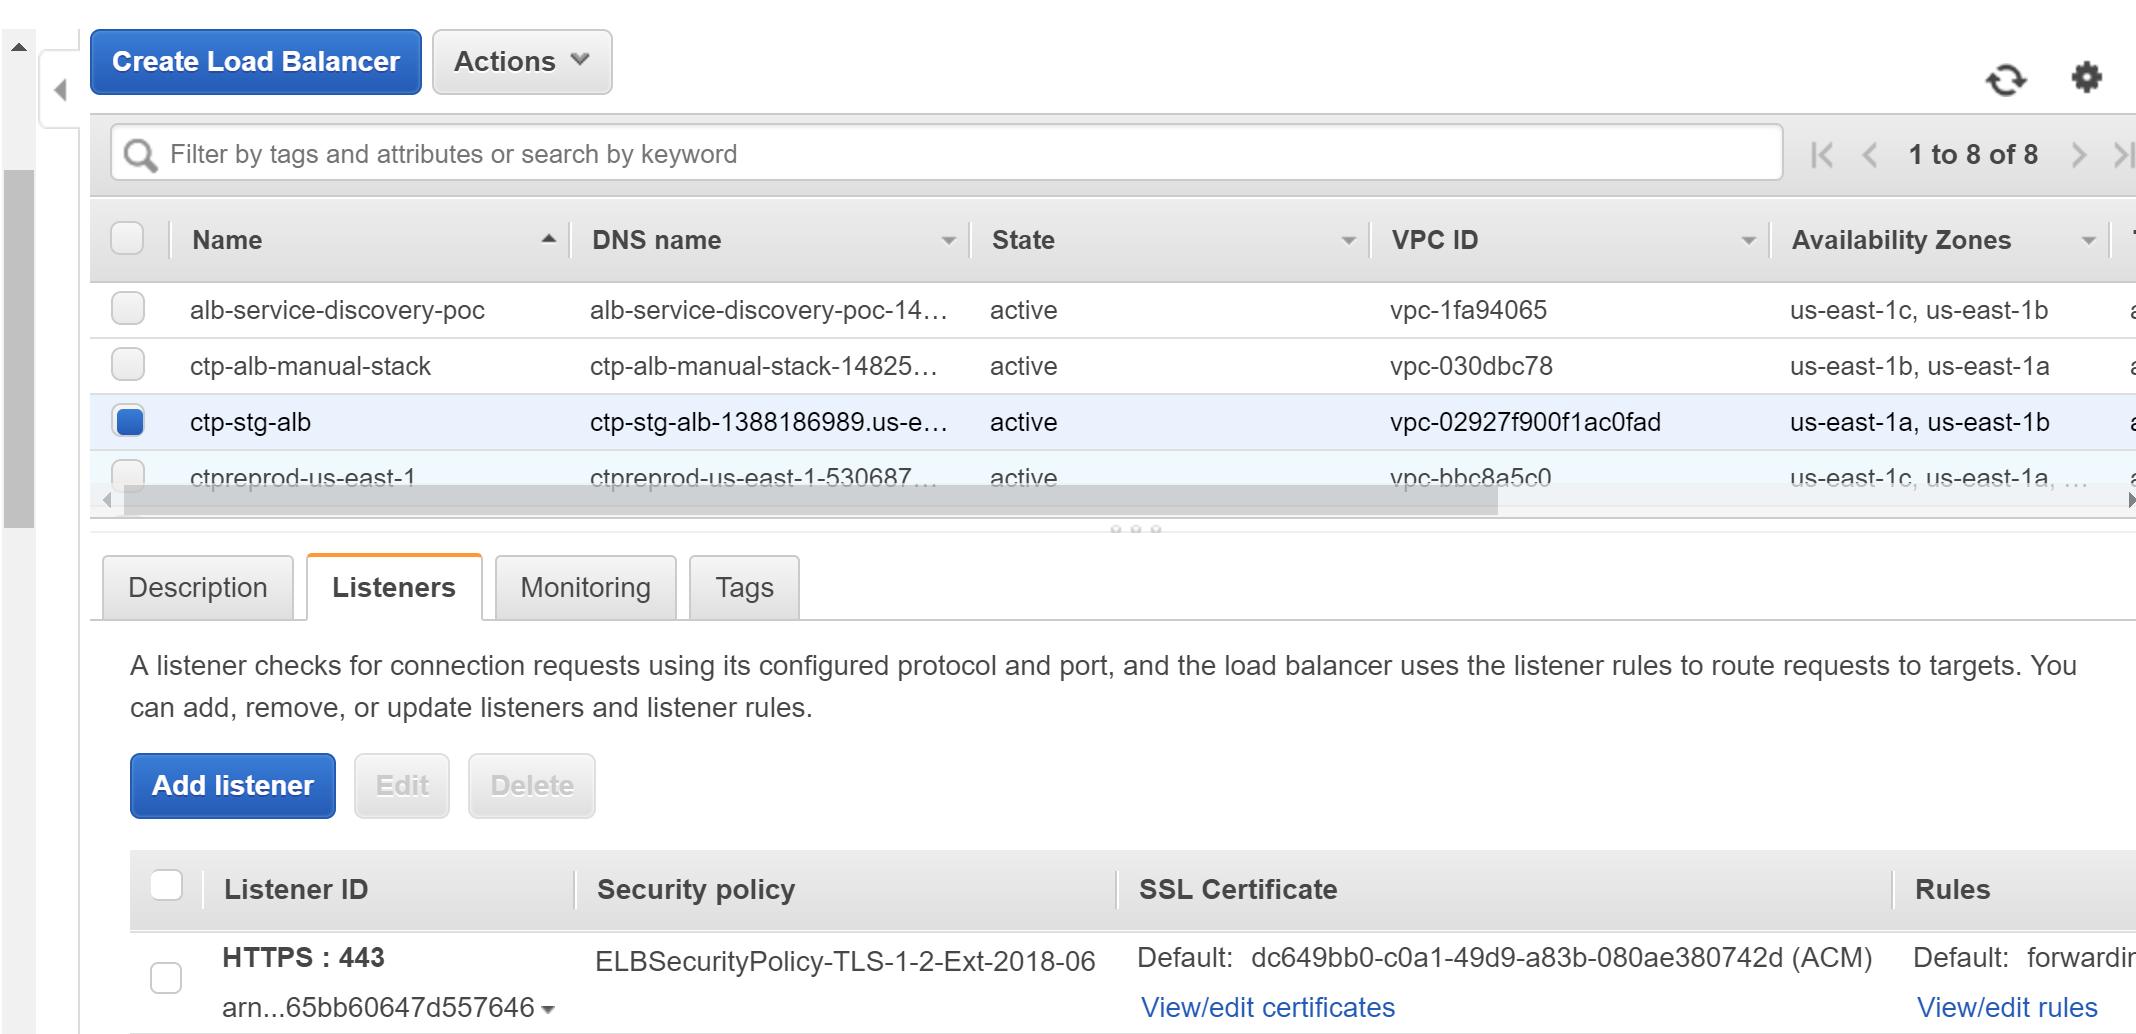 Create Load Balancer Actions
Filter by tags and attributes or search by keyword 1 to 8 of 8
Name DNS name State VPC ID Availability Zones
alb-service-discovery-poc alb-service-discovery-poc-14... active vpc-1fa94065 us-east-1c, us-east-1b
ctp-alb-manual-stack ctp-alb-manual-stack-14825... active vpc-030dbc78 us-east-1b, us-east-1a
ctp-stg-alb ctp-stg-alb-1388186989.us-e... active vpc-02927f900f1ac0fad us-east-1a, us-east-1b
ctpreprod-us-east-1 ctpreprod-us-east-1-530687... active vpc-bbc8a5c0 us-east-1c, us-east-1a, ...
Description Listeners Monitoring Tags
A listener checks for connection requests using its configured protocol and port, and the load balancer uses the listener rules to route requests to targets. You
can add, remove, or update listeners and listener rules.
Add listener Edit Delete
Listener ID Security policy SSL Certificate Rules
HTTPS : 443 ELBSecurityPolicy-TLS-1-2-Ext-2018-06 Default: dc649bb0-c0a1-49d9-a83b-080ae380742d (ACM) Default: forwardin
arn...65bb60647d557646 View/edit certificates View/edit rules